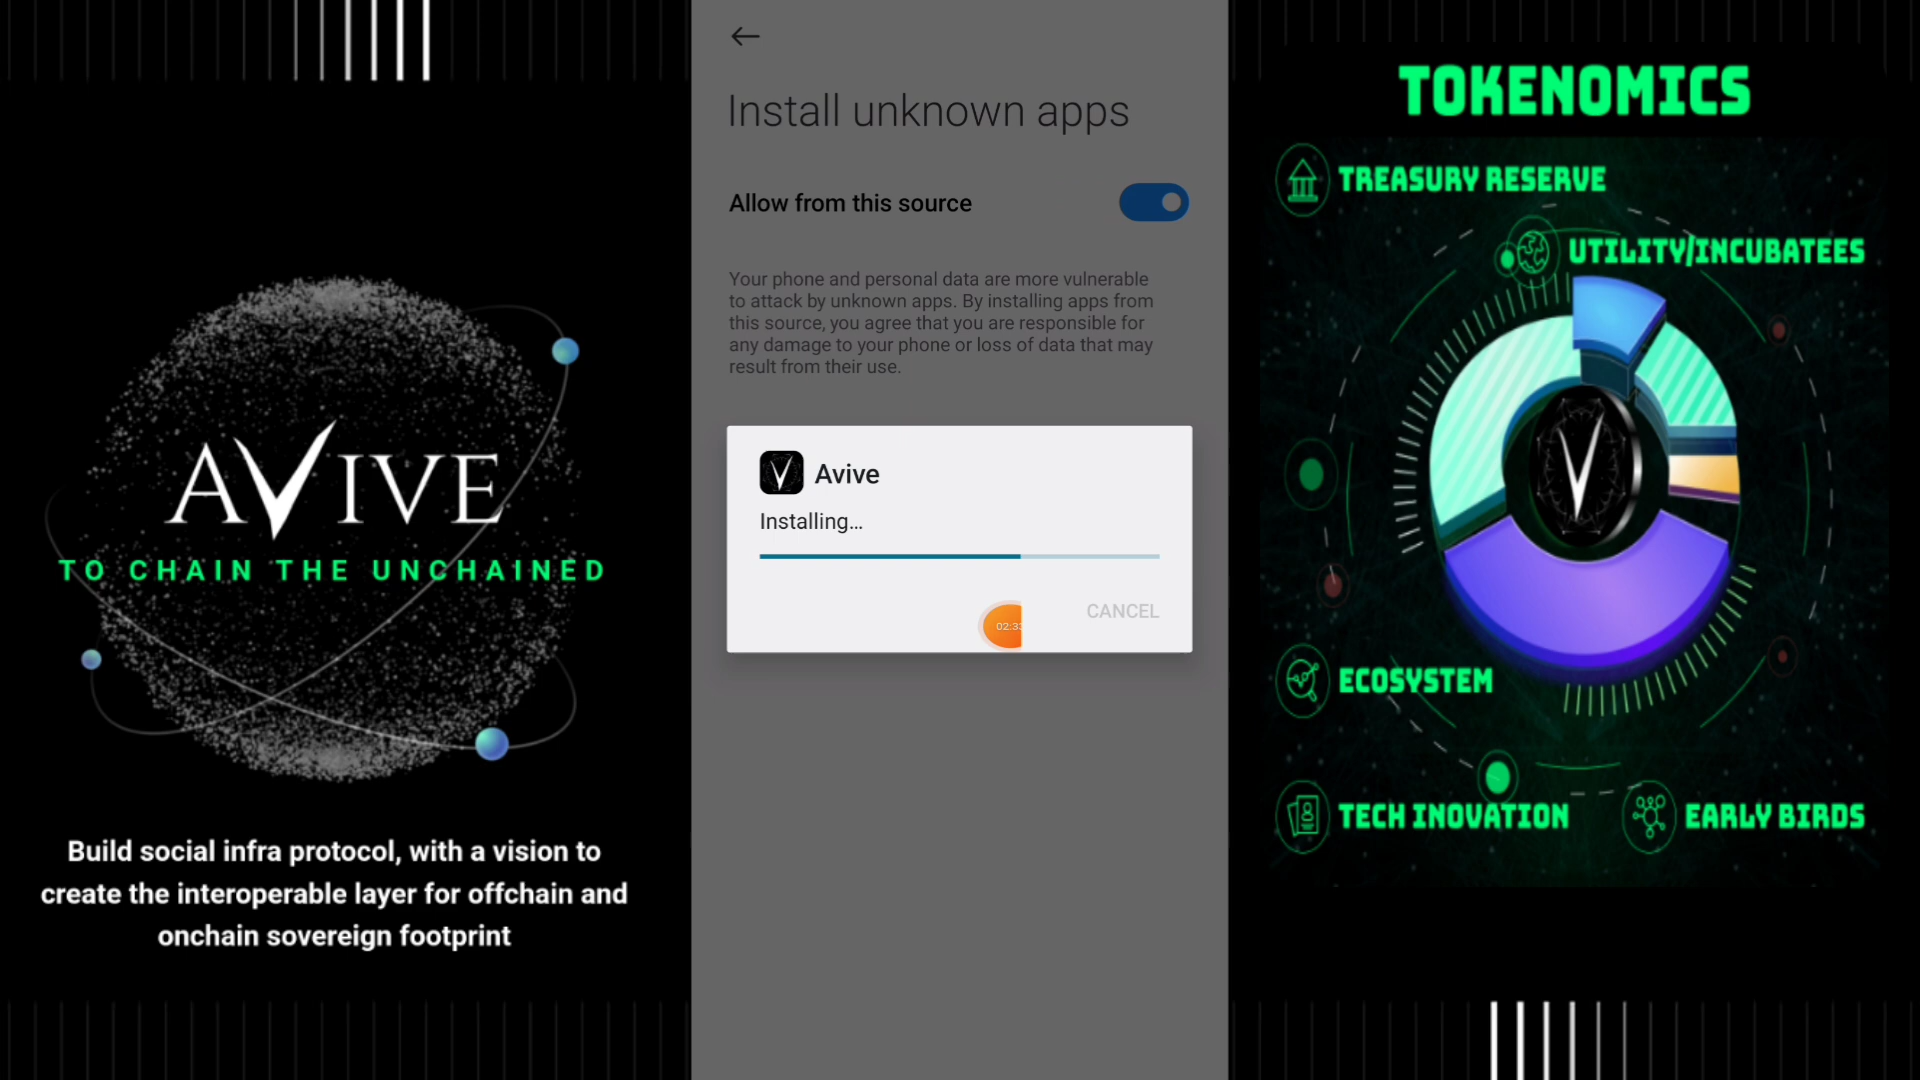 AVIVE
TO CHAIN THE UNCHAINED
Build social infra protocol, with a vision to
create the interoperable layer for offchain and
onchain sovereign footprint
Install unknown apps
Allow from this source
Your phone and personal data are more vulnerable
to attack by unknown apps. By installing apps from
this source, you agree that you are responsible for
any damage to your phone or loss of data that may
result from their use.
Avive
Installing...
02:33
CANCEL
TOKENOMICS
TREASURY RESERVE
UTILITY/INCUBATEES
ECOSYSTEM
TECH INOVATION
EARLY BIRDS